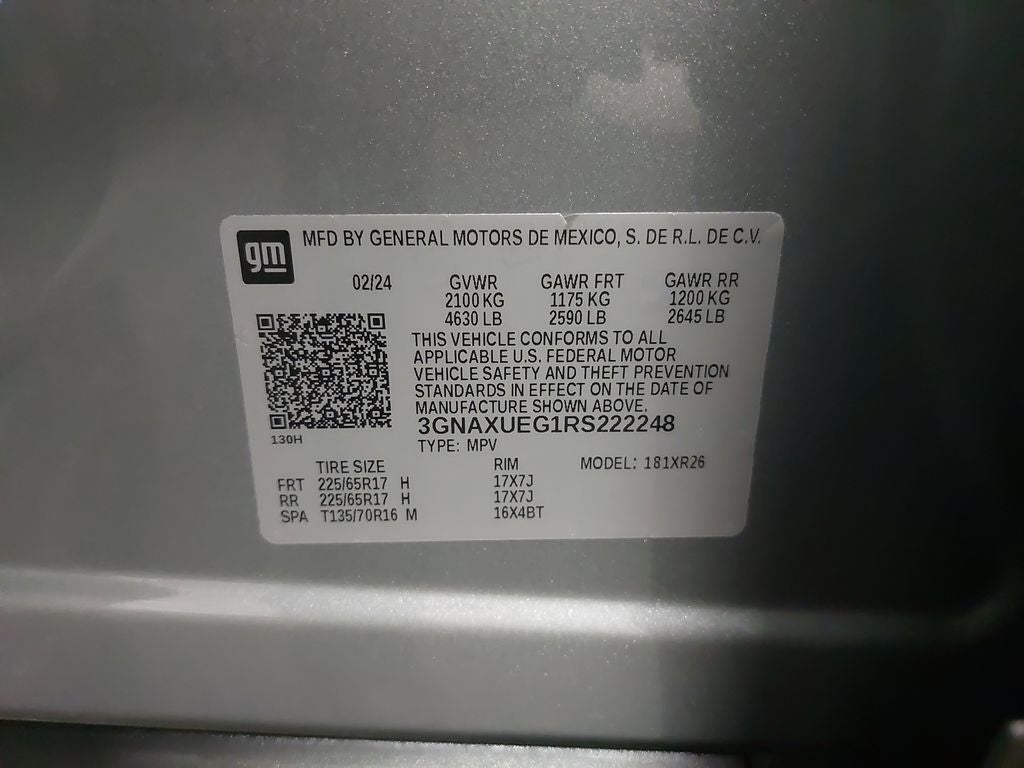 gm MFD BY GENERAL MOTORS DE MEXICO, S. DE R.L. DE C.V.
02/24 GVWR GAWR FRT GAWR RR
2100 KG 1175 KG 1200 KG
4630 LB 2590 LB 2645 LB
THIS VEHICLE CONFORMS TO ALL
APPLICABLE U.S. FEDERAL MOTOR
VEHICLE SAFETY AND THEFT PREVENTION
STANDARDS IN EFFECT ON THE DATE OF
MANUFACTURE SHOWN ABOVE.
3GNAXUEG1RS222248
130H
TYPE: MPV
TIRE SIZE RIM MODEL: 181XR26
FRT 225/65R17 H 17X7J
RR 225/65R17 H 17X7J
SPA T135/70R16 M 16X4BT